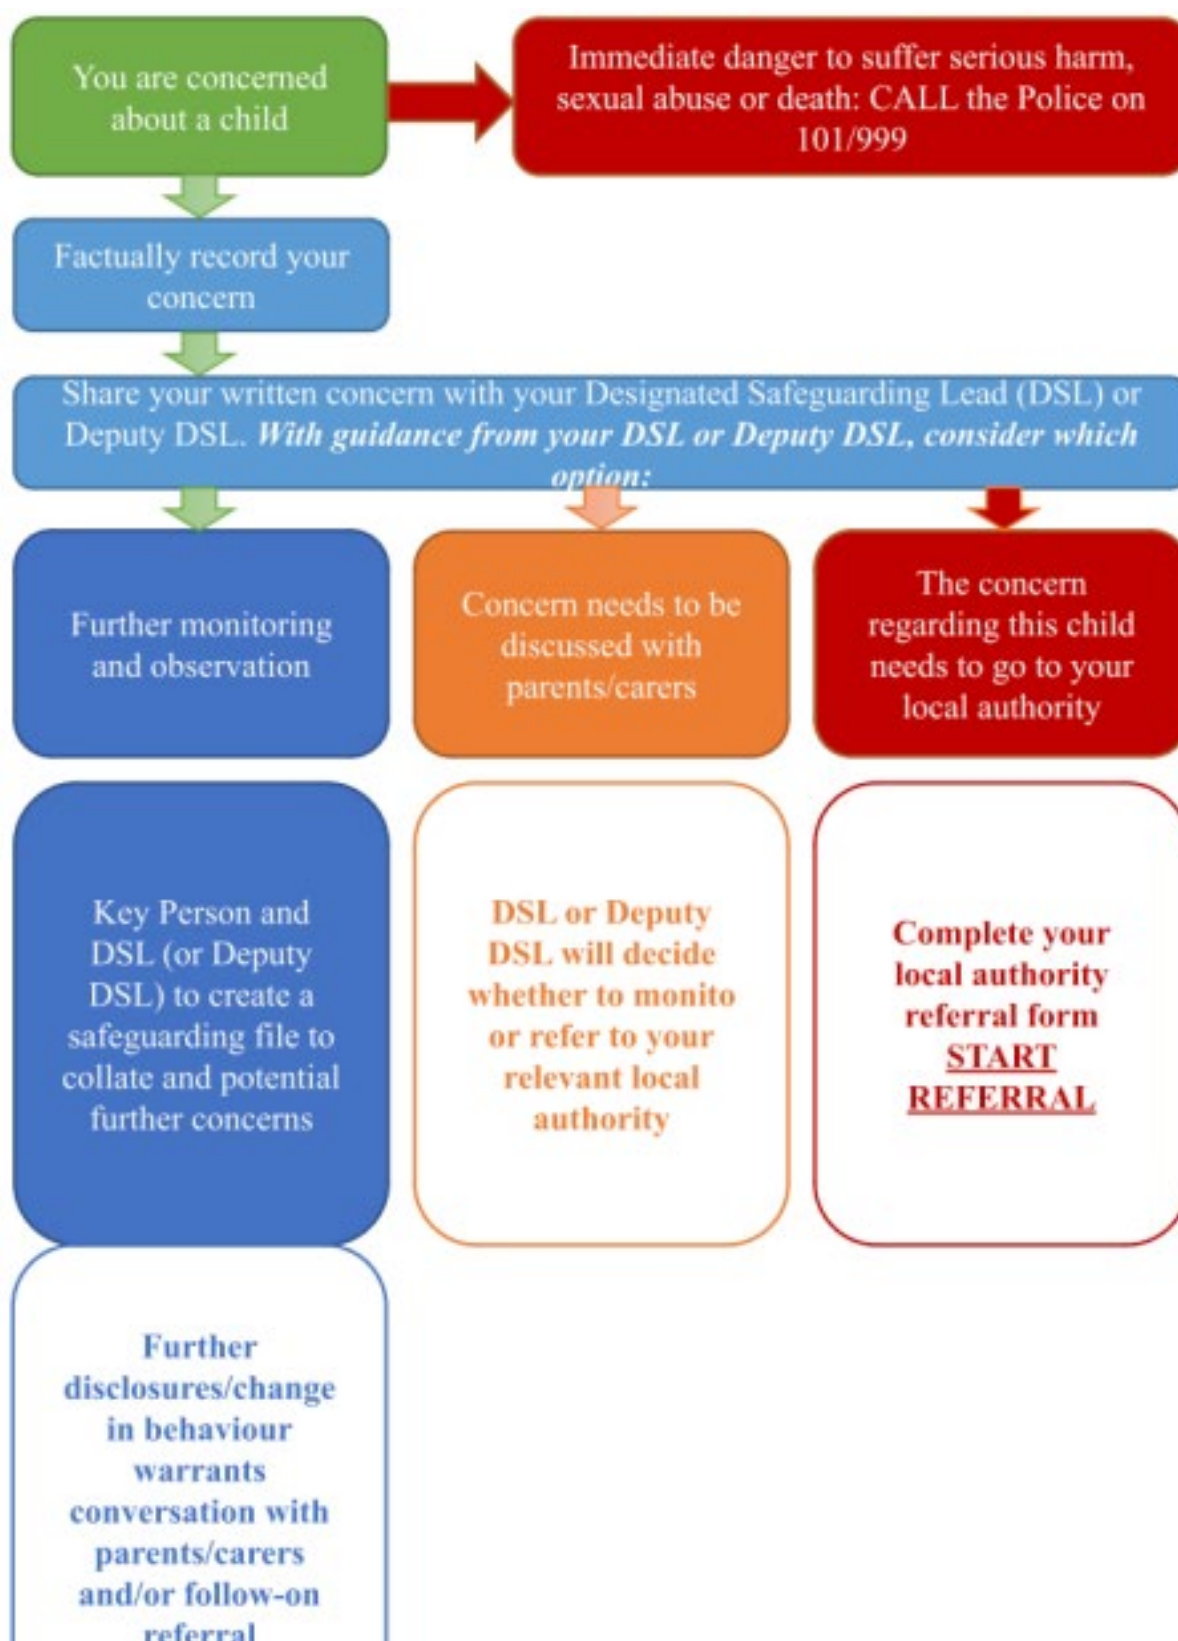 You are concerned
about a child
Immediate danger to suffer serious harm,
sexual abuse or death: CALL the Police on
101/999
Factually record your
concern
Share your written concern with your Designated Safeguarding Lead (DSL) or
Deputy DSL. With guidance from your DSL or Deputy DSL, consider which
option:
Further monitoring
and observation
Concern needs to be
discussed with
parents/carers
The concern
regarding this child
needs to go to your
local authority
Key Person and
DSL (or Deputy
DSL) to create a
safeguarding file to
collate and potential
further concerns
DSL or Deputy
DSL will decide
whether to monito
or refer to your
relevant local
authority
Complete your
local authority
referral form
START
REFERRAL
Further
disclosures/change
in behaviour
warrants
conversation with
parents/carers
and/or follow-on
referral